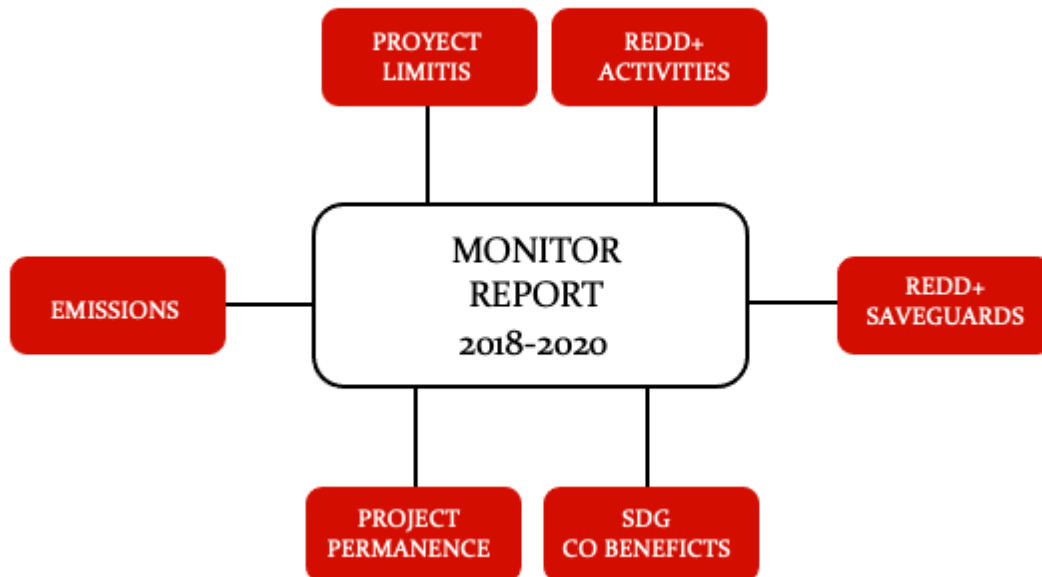 PROYECT
LIMITIS
REDD+
ACTIVITIES
MONITOR
REPORT
2018-2020
EMISSIONS
REDD+
SAVEGUARDS
PROJECT
PERMANENCE
SDG
CO BENEFICTS